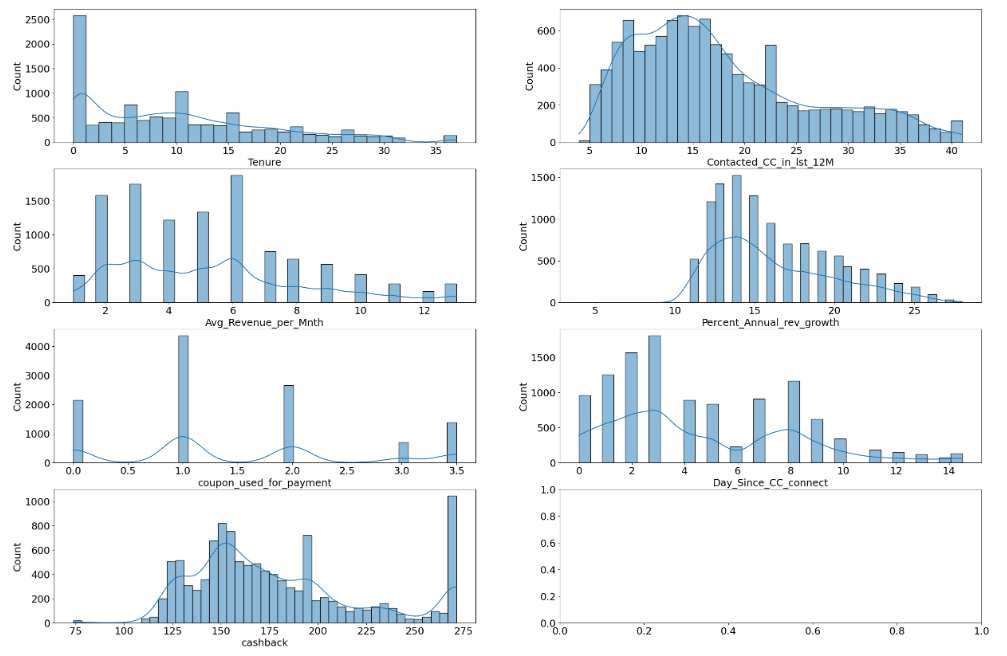 2500
2000
1500
1000
500
0
Count
0 5 10 15 20 25 30 35
Tenure
600
400
200
0
Count
5 10 15 20 25 30 35 40
Contacted_CC_in_lst_12M
1500
1000
500
0
Count
2 4 6 8 10 12
Avg_Revenue_per_Mnth
1500
1000
500
0
Count
5 10 15 20 25
Percent_Annual_rev_growth
4000
3000
2000
1000
0
Count
0.0 0.5 1.0 1.5 2.0 2.5 3.0 3.5
coupon_used_for_payment
1500
1000
500
0
Count
0 2 4 6 8 10 12 14
Day_Since_CC_connect
1000
800
600
400
200
0
Count
75 100 125 150 175 200 225 250 275
cashback
1.0
0.8
0.6
0.4
0.2
0.0
0.0 0.2 0.4 0.6 0.8 1.0